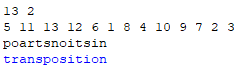 13 2
5 11 13 12 6 1 8 4 10 9 7 2 3
poartsnoitsin
transposition